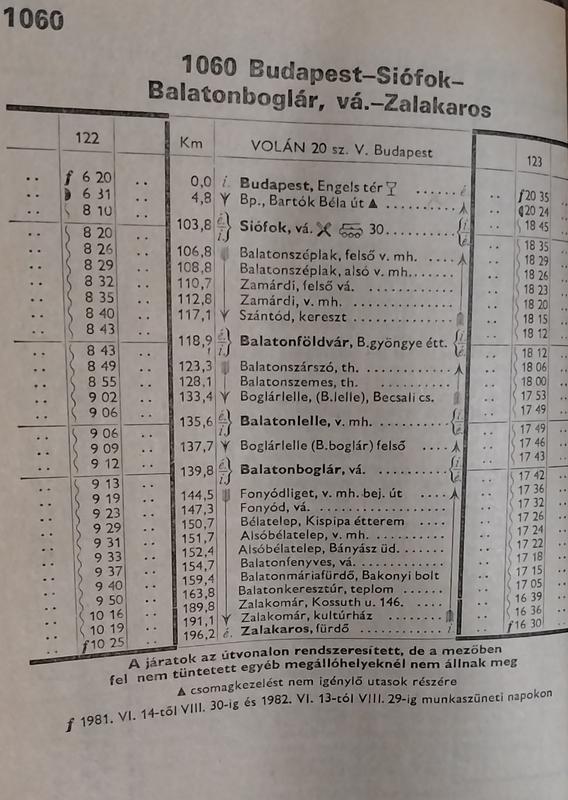 1060
1060 Budapest–Siófok–
Balatonboglár, vá.–Zalakaros
122 Km VOLÁN 20 sz. V. Budapest 123
.. ƒ 6 20 .. 0,0 i. Budapest, Engels tér ...... é. .. ƒ20 35
.. 6 31 .. 4,8 Bp., Bartók Béla út ▲ ........ .. 20 24
.. 8 10 .. 103,8 é. Siófok, vá. 30 ........ i. .. 18 45
.. 8 20 .. i. é. .. 18 35
.. 8 26 .. 106,8 Balatonszéplak, felső v. mh. .... .. 18 29
.. 8 29 .. 108,8 Balatonszéplak, alsó v. mh. .... .. 18 26
.. 8 32 .. 110,7 Zamárdi, felső vá. ........ .. 18 23
.. 8 35 .. 112,8 Zamárdi, v. mh. ........ .. 18 20
.. 8 40 .. 117,1 Szántód, kereszt ........ .. 18 15
.. 8 43 .. 118,9 é. Balatonföldvár, B.gyöngye étt. i. .. 18 12
.. 8 43 .. i. é. .. 18 12
.. 8 49 .. 123,3 Balatonszárszó, th. ........ .. 18 06
.. 8 55 .. 128,1 Balatonszemes, th. ........ .. 18 00
.. 9 02 .. 133,4 Boglárlelle, (B.lelle), Becsali cs. .. 17 53
.. 9 06 .. 135,6 é. Balatonlelle, v. mh. ........ i. .. 17 49
.. 9 06 .. i. é. .. 17 49
.. 9 09 .. 137,7 Boglárlelle (B.boglár) felső .... .. 17 46
.. 9 12 .. 139,8 é. Balatonboglár, vá. ........ i. .. 17 43
.. 9 13 .. i. é. .. 17 42
.. 9 19 .. 144,5 Fonyódliget, v. mh. bej. út .... .. 17 36
.. 9 23 .. 147,3 Fonyód, vá. ........ .. 17 32
.. 9 29 .. 150,7 Bélatelep, Kispipa étterem .... .. 17 26
.. 9 31 .. 151,7 Alsóbélatelep, v. mh. ........ .. 17 24
.. 9 33 .. 152,4 Alsóbélatelep, Bányász üd. ...... .. 17 22
.. 9 37 .. 154,7 Balatonfenyves, vá. ........ .. 17 18
.. 9 40 .. 159,4 Balatonmáriafürdő, Bakonyi bolt .. 17 15
.. 9 50 .. 163,8 Balatonkeresztúr, templom ...... .. 17 05
.. 10 16 .. 189,8 Zalakomár, Kossuth u. 146. .... .. 16 39
.. 10 19 .. 191,1 Zalakomár, kultúrház ...... .. 16 36
.. ƒ10 25 .. 196,2 é. Zalakaros, fürdő ........ i. .. ƒ16 30
A járatok az útvonalon rendszeresített, de a mezőben
fel nem tüntetett egyéb megállóhelyeknél nem állnak meg
▲ csomagkezelést nem igénylő utasok részére
ƒ 1981. VI. 14-től VIII. 30-ig és 1982. VI. 13-tól VIII. 29-ig munkaszüneti napokon